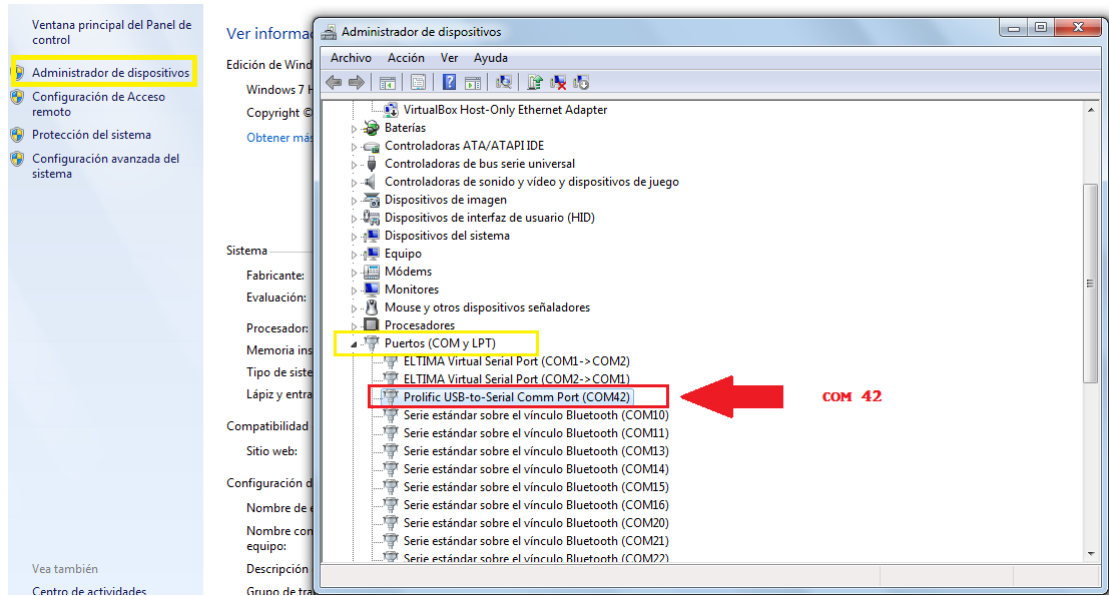 Ventana principal del Panel de
control
Administrador de dispositivos
Configuración de Acceso
remoto
Protección del sistema
Configuración avanzada del
sistema
Vea también
Centro de actividades
Ver informa
Edición de Wind
Windows 7 H
Copyright ©
Obtener más
Sistema
Fabricante:
Evaluación:
Procesador:
Memoria ins
Tipo de siste
Lápiz y entra
Compatibilidad
Sitio web:
Configuración d
Nombre de
Nombre con
equipo:
Descripción
Grupo de tra
Administrador de dispositivos
Archivo Acción Ver Ayuda
VirtualBox Host-Only Ethernet Adapter
Baterías
Controladoras ATA/ATAPI IDE
Controladoras de bus serie universal
Controladoras de sonido y vídeo y dispositivos de juego
Dispositivos de imagen
Dispositivos de interfaz de usuario (HID)
Dispositivos del sistema
Equipo
Módems
Monitores
Mouse y otros dispositivos señaladores
Procesadores
Puertos (COM y LPT)
ELTIMA Virtual Serial Port (COM1->COM2)
ELTIMA Virtual Serial Port (COM2->COM1)
Prolific USB-to-Serial Comm Port (COM42)
COM 42
Serie estándar sobre el vínculo Bluetooth (COM10)
Serie estándar sobre el vínculo Bluetooth (COM11)
Serie estándar sobre el vínculo Bluetooth (COM13)
Serie estándar sobre el vínculo Bluetooth (COM14)
Serie estándar sobre el vínculo Bluetooth (COM15)
Serie estándar sobre el vínculo Bluetooth (COM16)
Serie estándar sobre el vínculo Bluetooth (COM20)
Serie estándar sobre el vínculo Bluetooth (COM21)
Serie estándar sobre el vínculo Bluetooth (COM22)